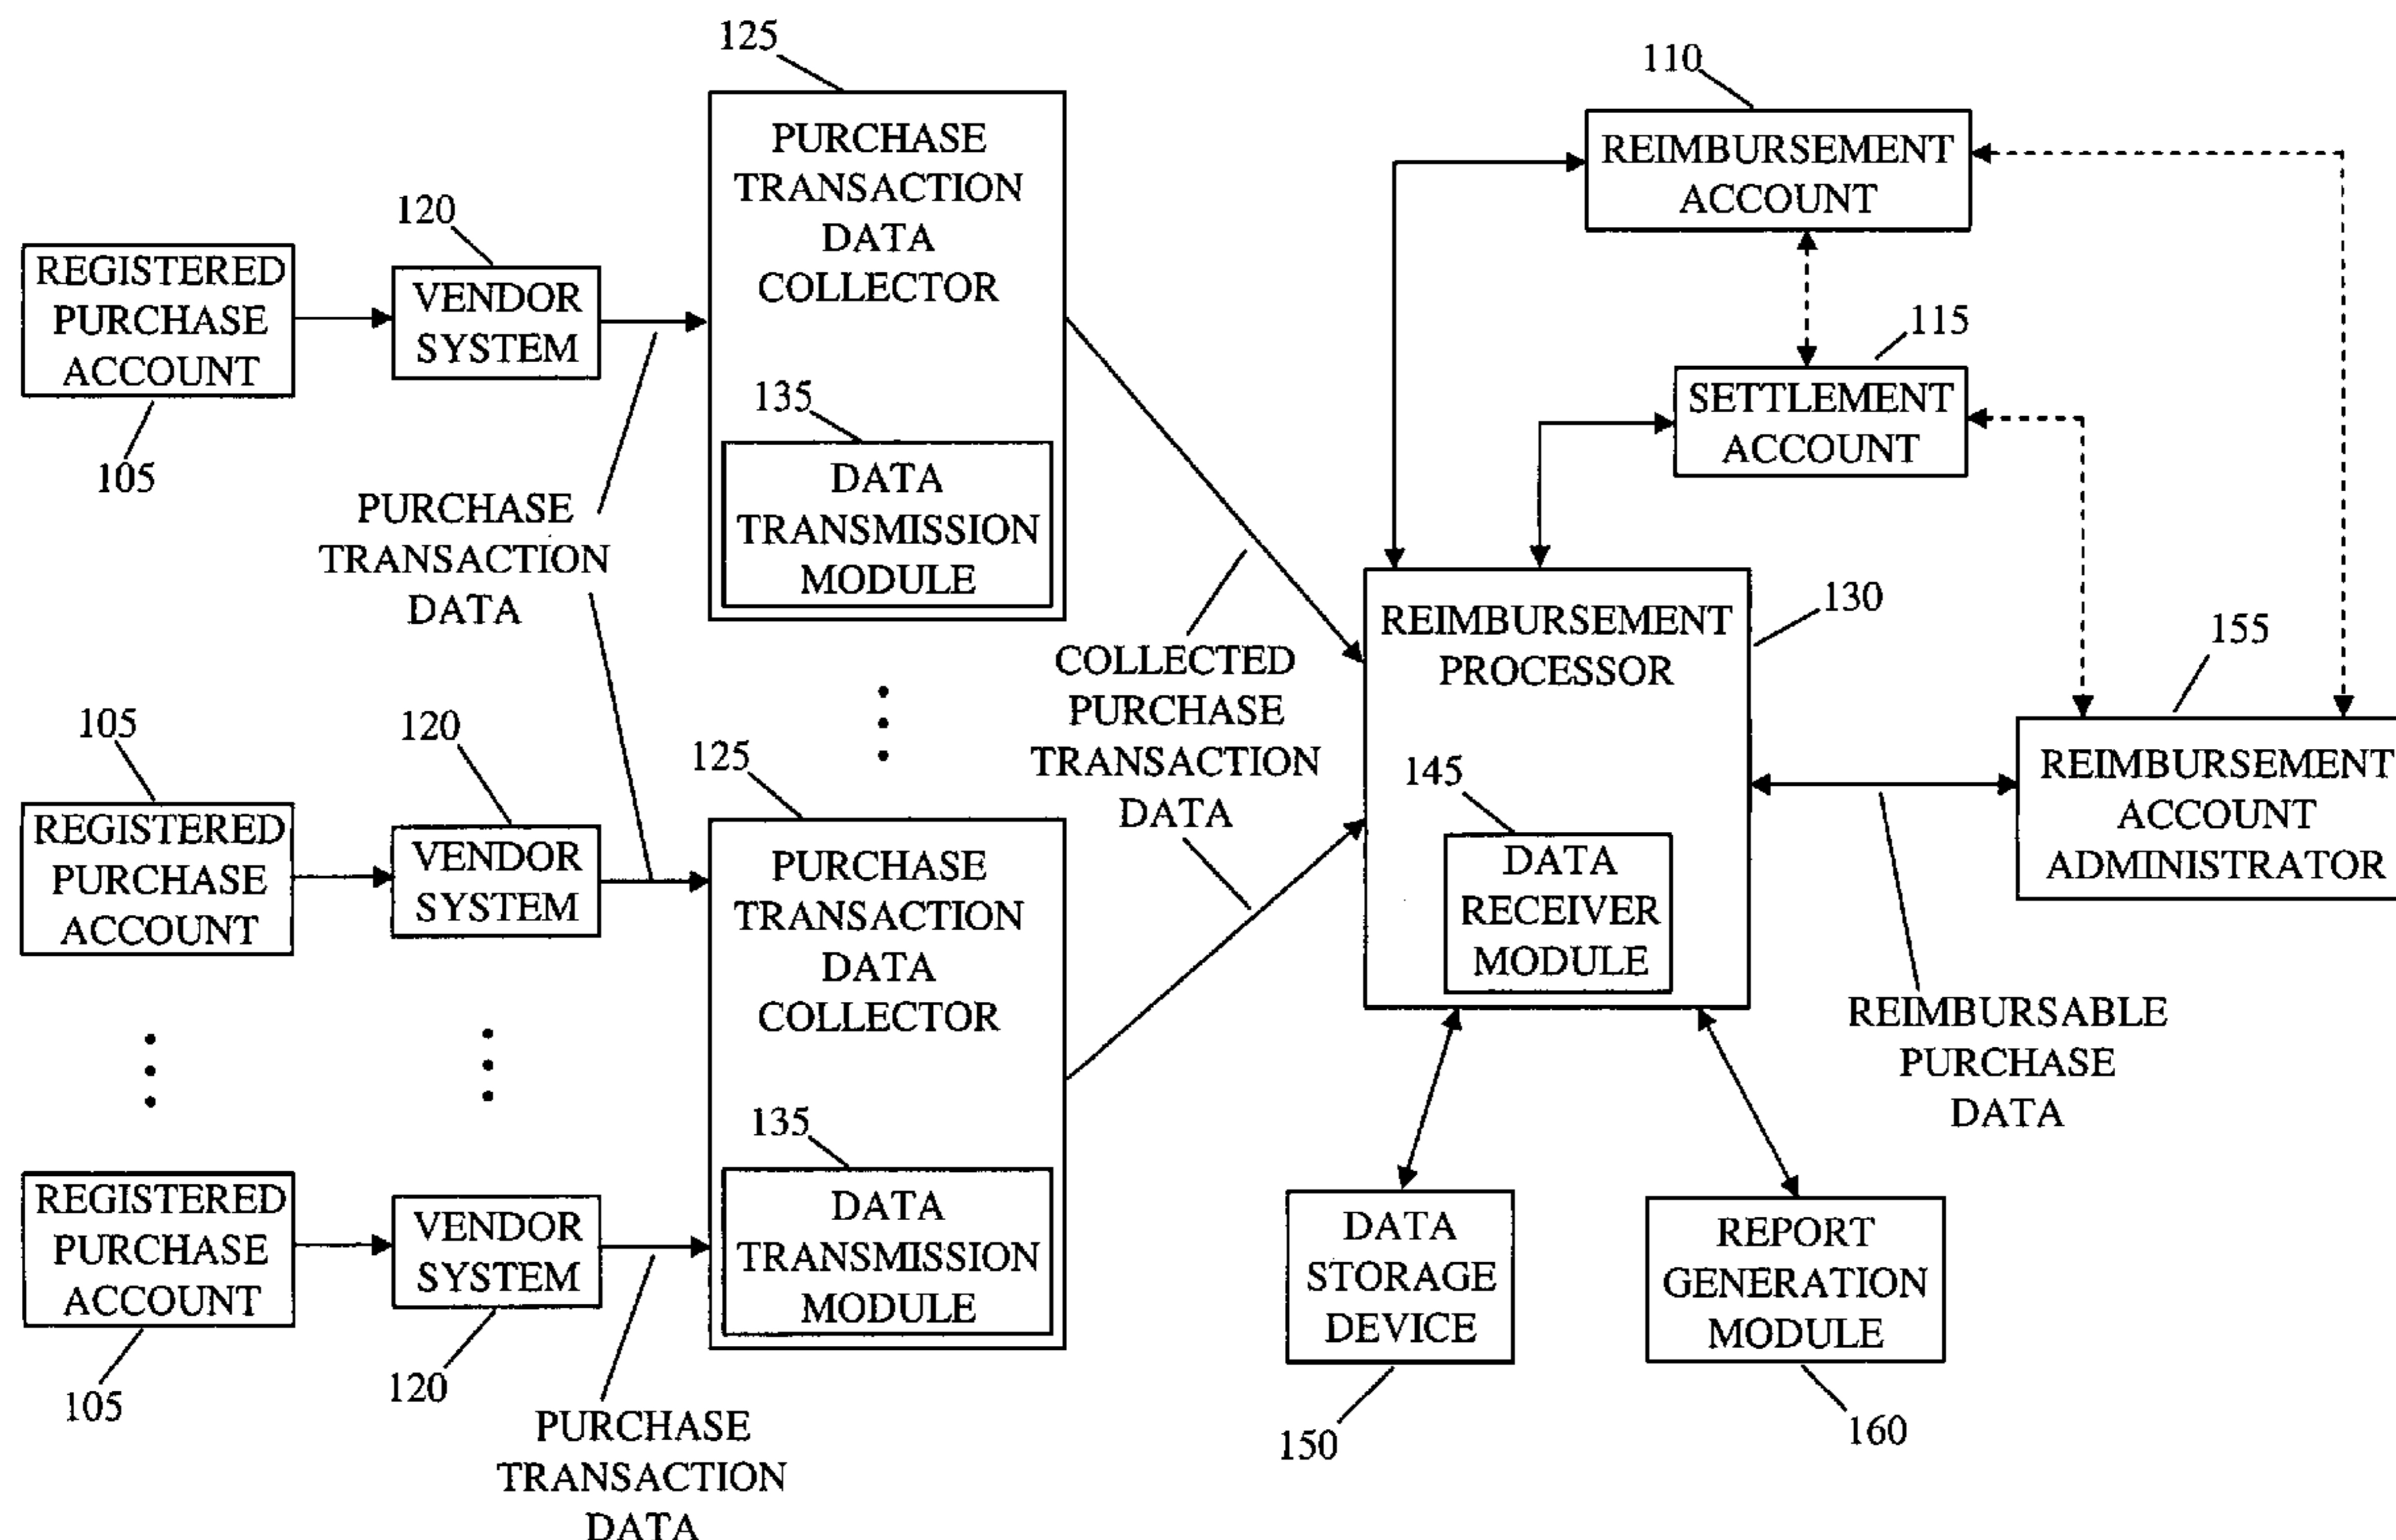 125
PURCHASE
TRANSACTION
DATA
COLLECTOR
135
DATA
TRANSMISSION
MODULE
120
VENDOR
SYSTEM
REGISTERED
PURCHASE
ACCOUNT
105
PURCHASE
TRANSACTION
DATA
110
REIMBURSEMENT
ACCOUNT
115
SETTLEMENT
ACCOUNT
130
REIMBURSEMENT
PROCESSOR
145
DATA
RECEIVER
MODULE
155
REIMBURSEMENT
ACCOUNT
ADMINISTRATOR
COLLECTED
PURCHASE
TRANSACTION
DATA
105
REGISTERED
PURCHASE
ACCOUNT
120
VENDOR
SYSTEM
125
PURCHASE
TRANSACTION
DATA
COLLECTOR
135
DATA
TRANSMISSION
MODULE
REIMBURSABLE
PURCHASE
DATA
REGISTERED
PURCHASE
ACCOUNT
105
VENDOR
SYSTEM
120
PURCHASE
TRANSACTION
DATA
DATA
STORAGE
DEVICE
150
REPORT
GENERATION
MODULE
160